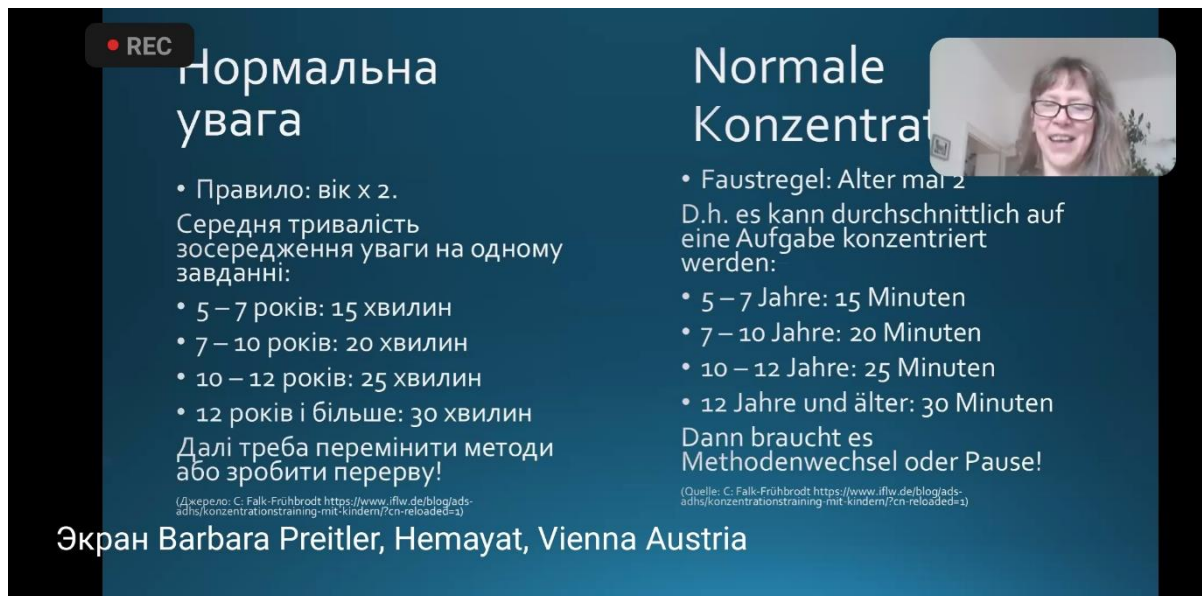 REC
Нормальна
увага
• Правило: вік x 2.
Середня тривалість
зосередження уваги на одному
завданні:
• 5 – 7 років: 15 хвилин
• 7 – 10 років: 20 хвилин
• 10 – 12 років: 25 хвилин
• 12 років і більше: 30 хвилин
Далі треба перемінити методи
або зробити перерву!
(Джерело: C: Falk-Frühbrodt https://www.iflw.de/blog/ads-
adhs/konzentrationstraining-mit-kindern/?cn-reloaded=1)
Normale
Konzentrat
• Faustregel: Alter mal 2
D.h. es kann durchschnittlich auf
eine Aufgabe konzentriert
werden:
• 5 – 7 Jahre: 15 Minuten
• 7 – 10 Jahre: 20 Minuten
• 10 – 12 Jahre: 25 Minuten
• 12 Jahre und älter: 30 Minuten
Dann braucht es
Methodenwechsel oder Pause!
(Quelle: C: Falk-Frühbrodt https://www.iflw.de/blog/ads-
adhs/konzentrationstraining-mit-kindern/?cn-reloaded=1)
Экран Barbara Preitler, Hemayat, Vienna Austria